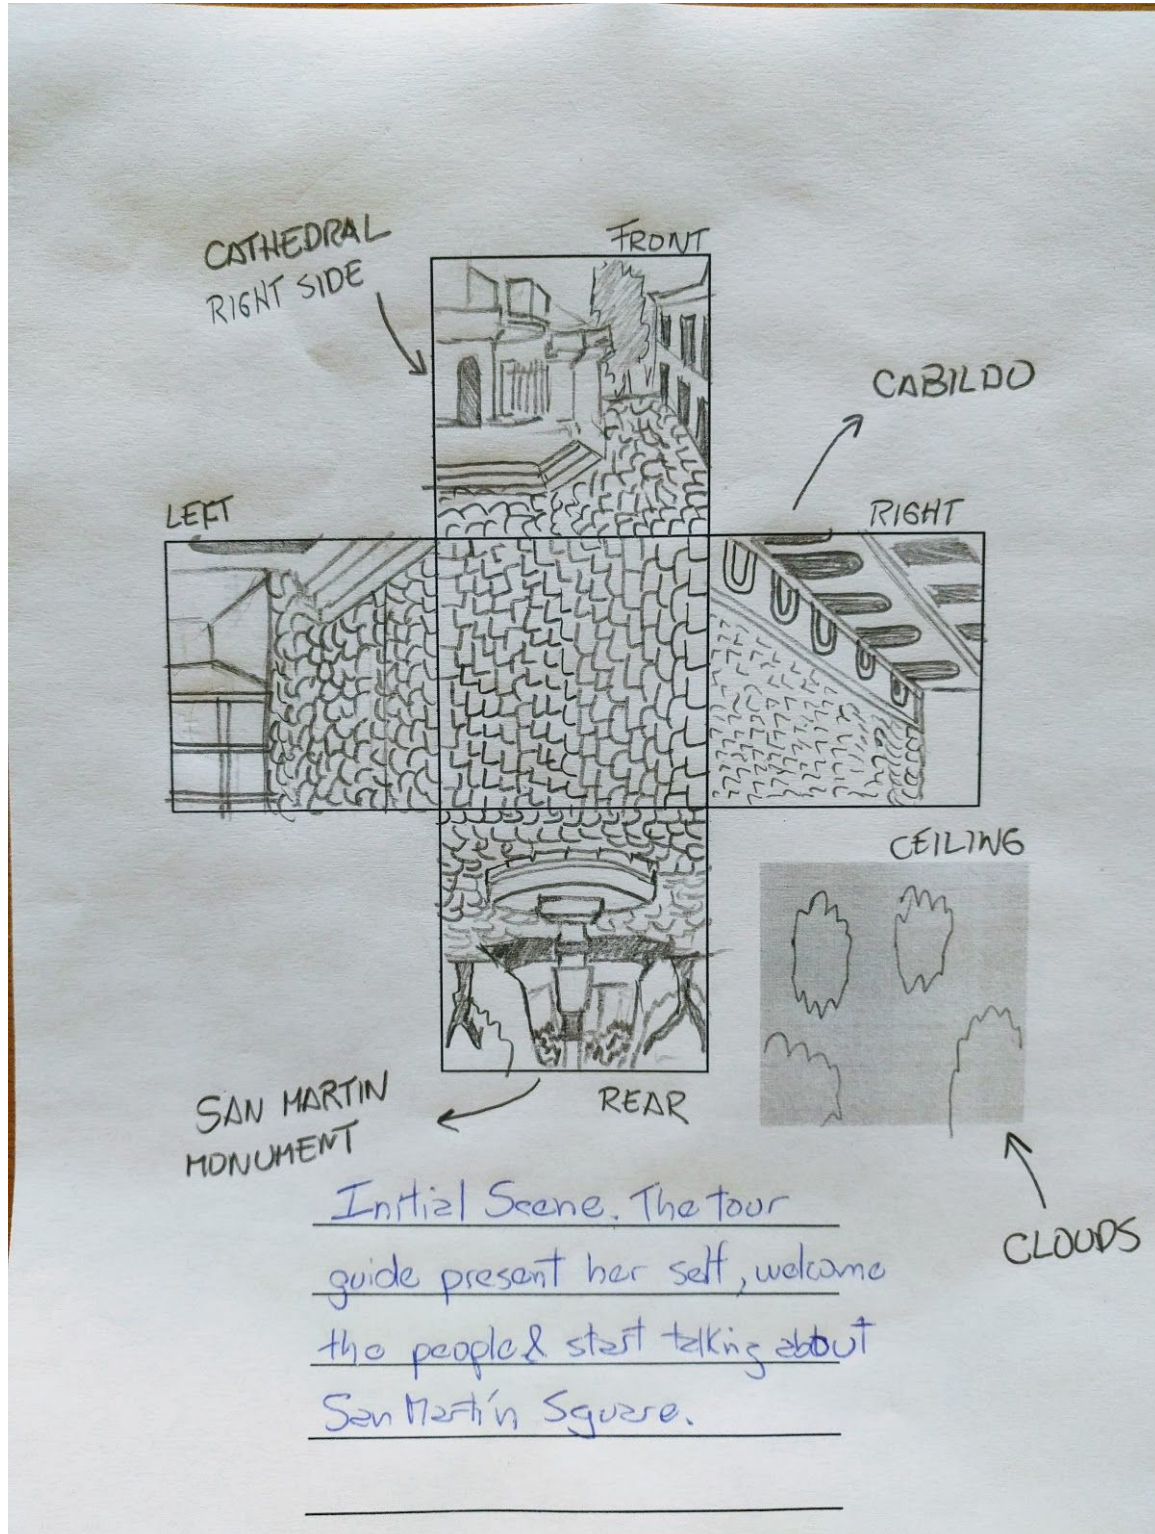 FRONT
CATHEDRAL
RIGHT SIDE
CABILDO
LEFT
RIGHT
CEILING
SAN MARTIN
MONUMENT
REAR
CLOUDS
Initial Scene. The tour
guide present her self, welcome
the people & start talking about
San Martín Square.